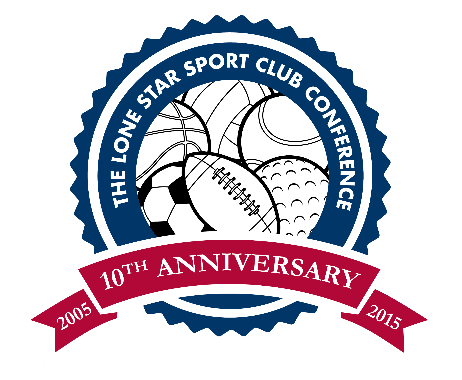 THE LONE STAR SPORT CLUB CONFERENCE
10TH ANNIVERSARY
2005
2015